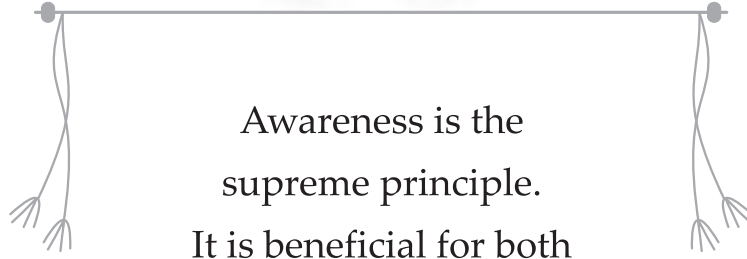 Awareness is the
supreme principle.
It is beneficial for both